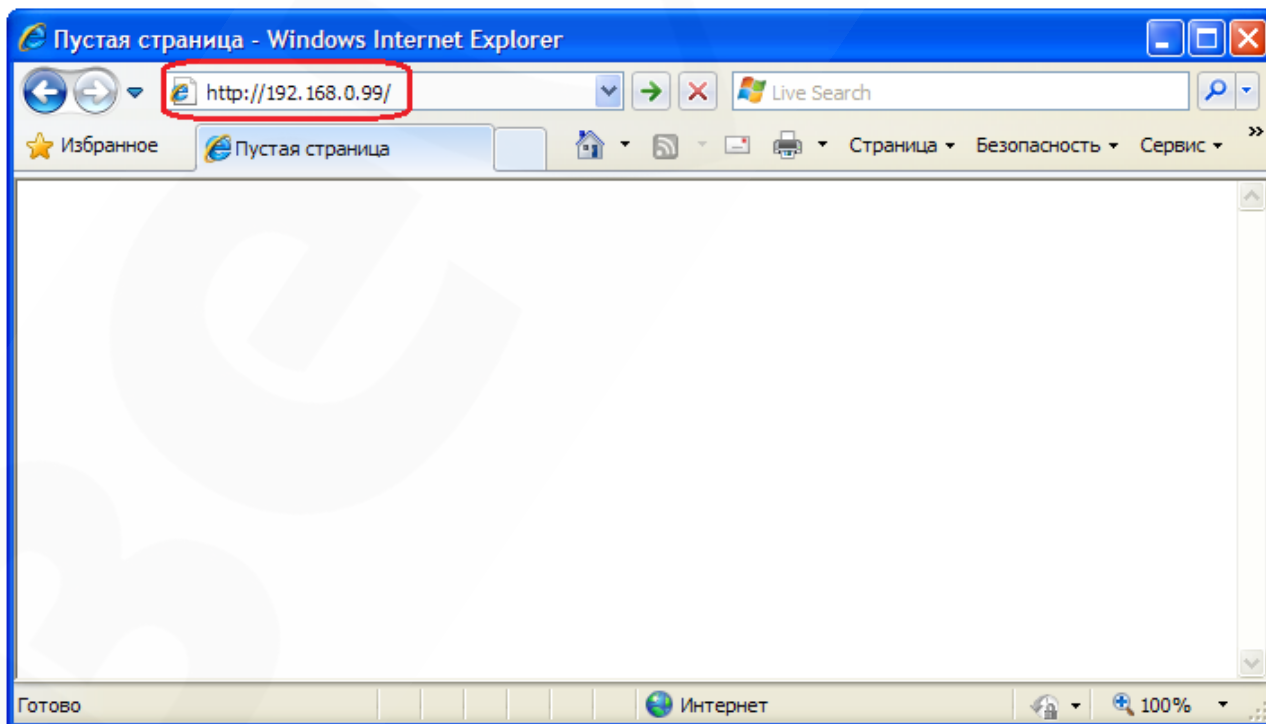 Пустая страница - Windows Internet Explorer
http://192.168.0.99/
Live Search
Избранное
Пустая страница
Страница
Безопасность
Сервис
Готово
Интернет
100%